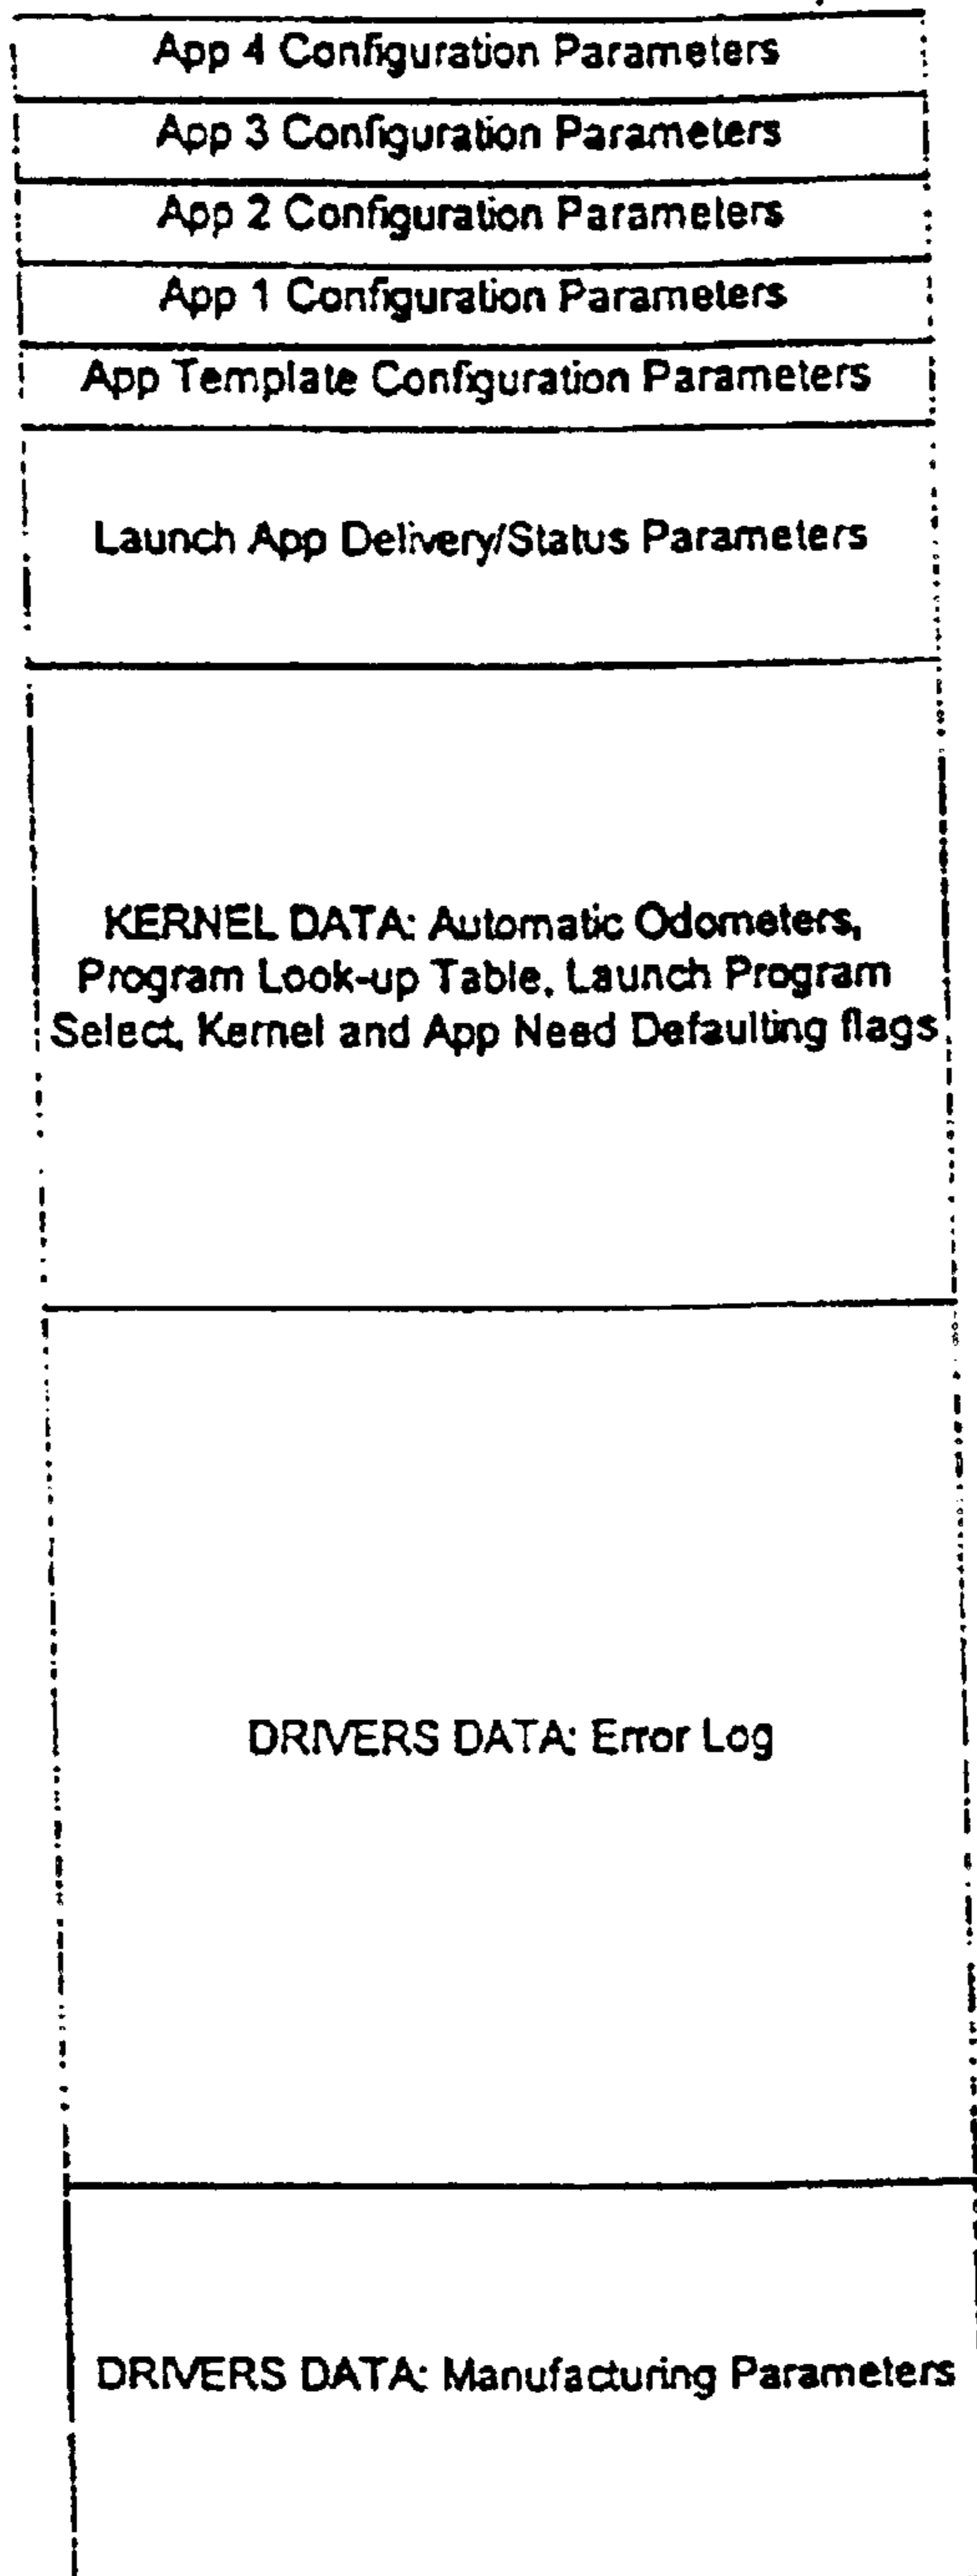 App 4 Configuration Parameters
App 3 Configuration Parameters
App 2 Configuration Parameters
App 1 Configuration Parameters
App Template Configuration Parameters
Launch App Delivery/Status Parameters
KERNEL DATA: Automatic Odometers,
Program Look-up Table, Launch Program
Select, Kernel and App Need Defaulting flags
DRIVERS DATA: Error Log
DRIVERS DATA: Manufacturing Parameters